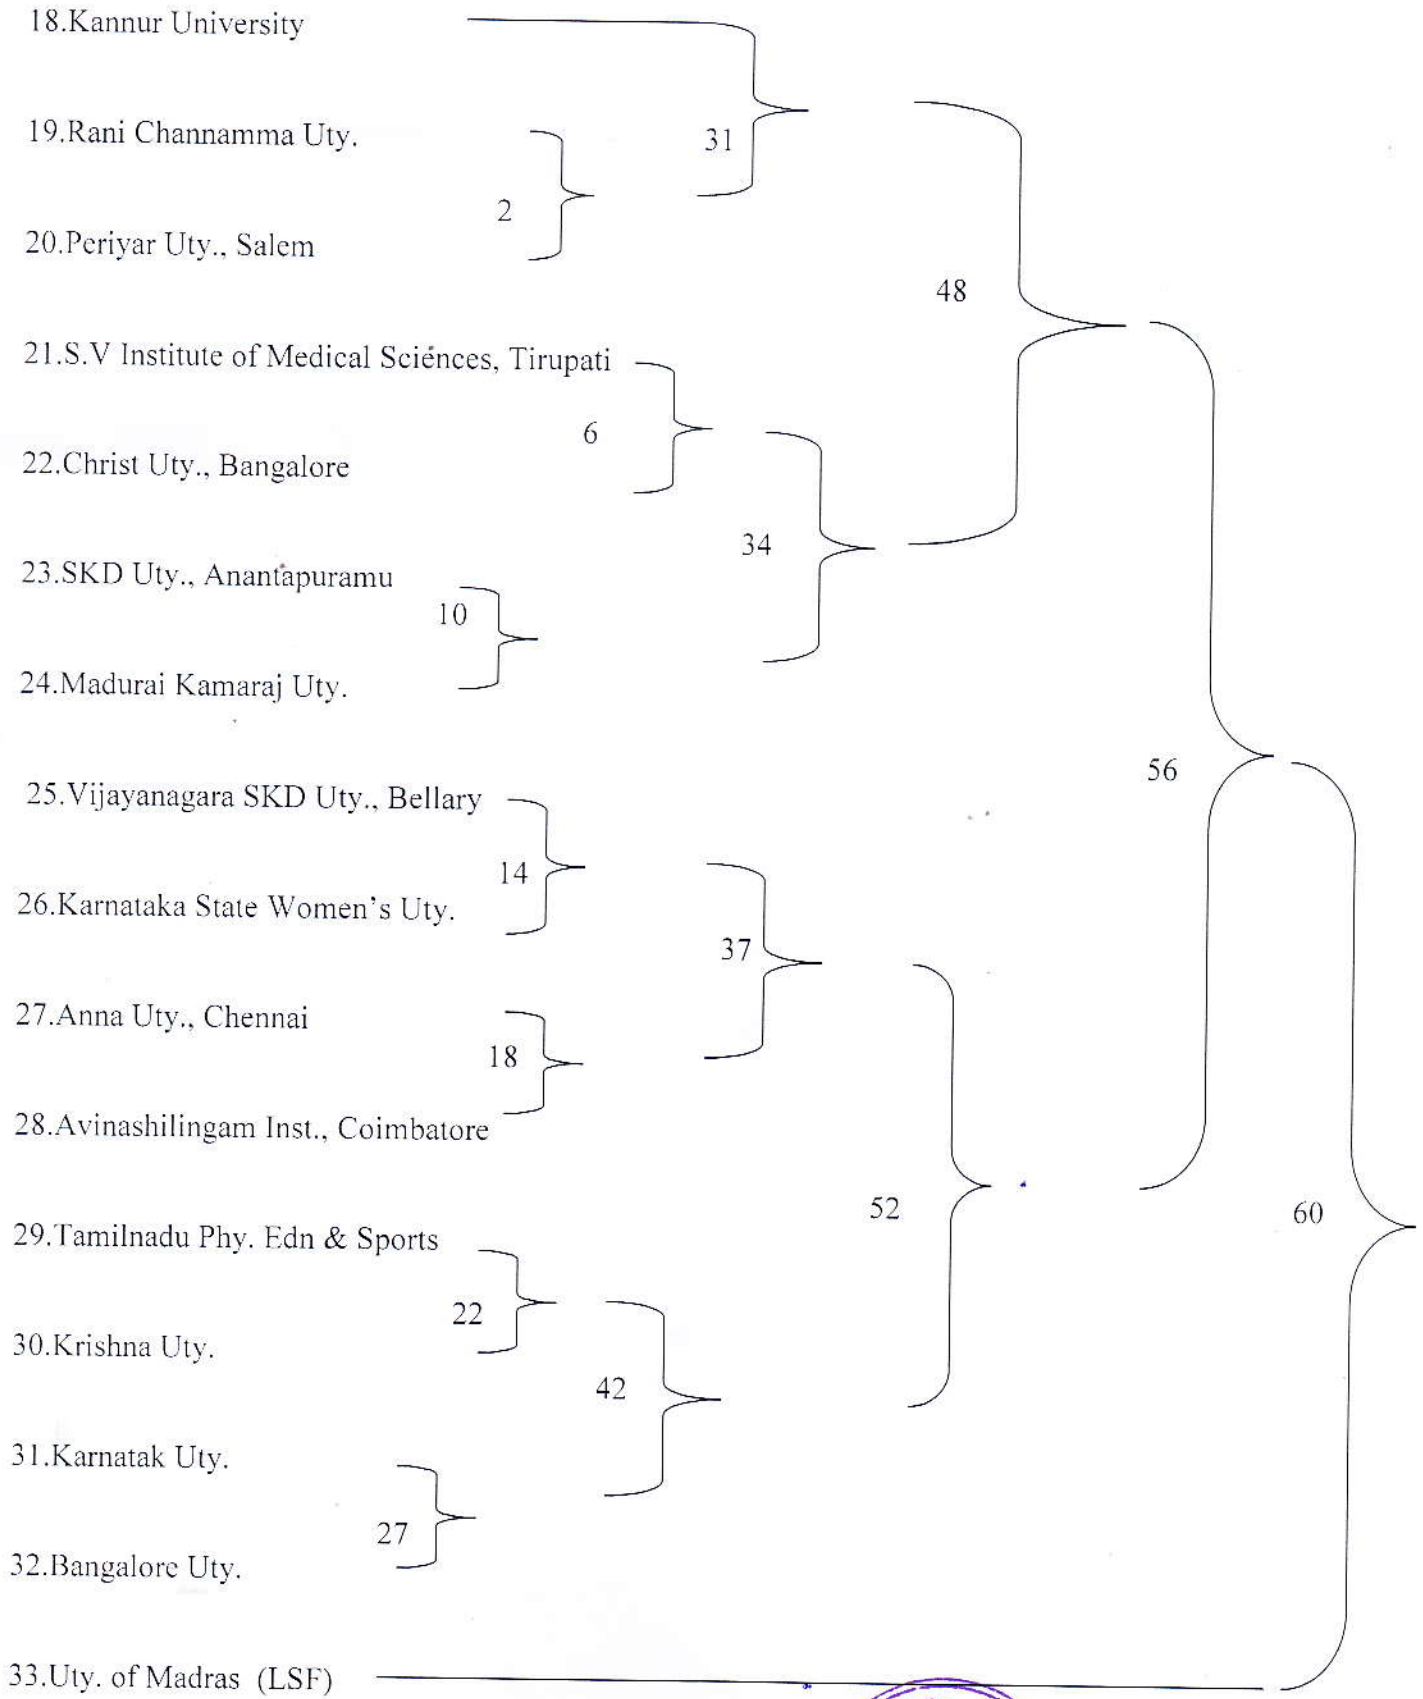 18.Kannur University
19.Rani Channamma Uty.
31
2
20.Periyar Uty., Salem
48
21.S.V Institute of Medical Sciences, Tirupati
6
22.Christ Uty., Bangalore
34
23.SKD Uty., Anantapuramu
10
24.Madurai Kamaraj Uty.
56
25.Vijayanagara SKD Uty., Bellary
14
26.Karnataka State Women's Uty.
37
27.Anna Uty., Chennai
18
28.Avinashilingam Inst., Coimbatore
52
60
29.Tamilnadu Phy. Edn & Sports
22
30.Krishna Uty.
42
31.Karnatak Uty.
27
32.Bangalore Uty.
33.Uty. of Madras (LSF)